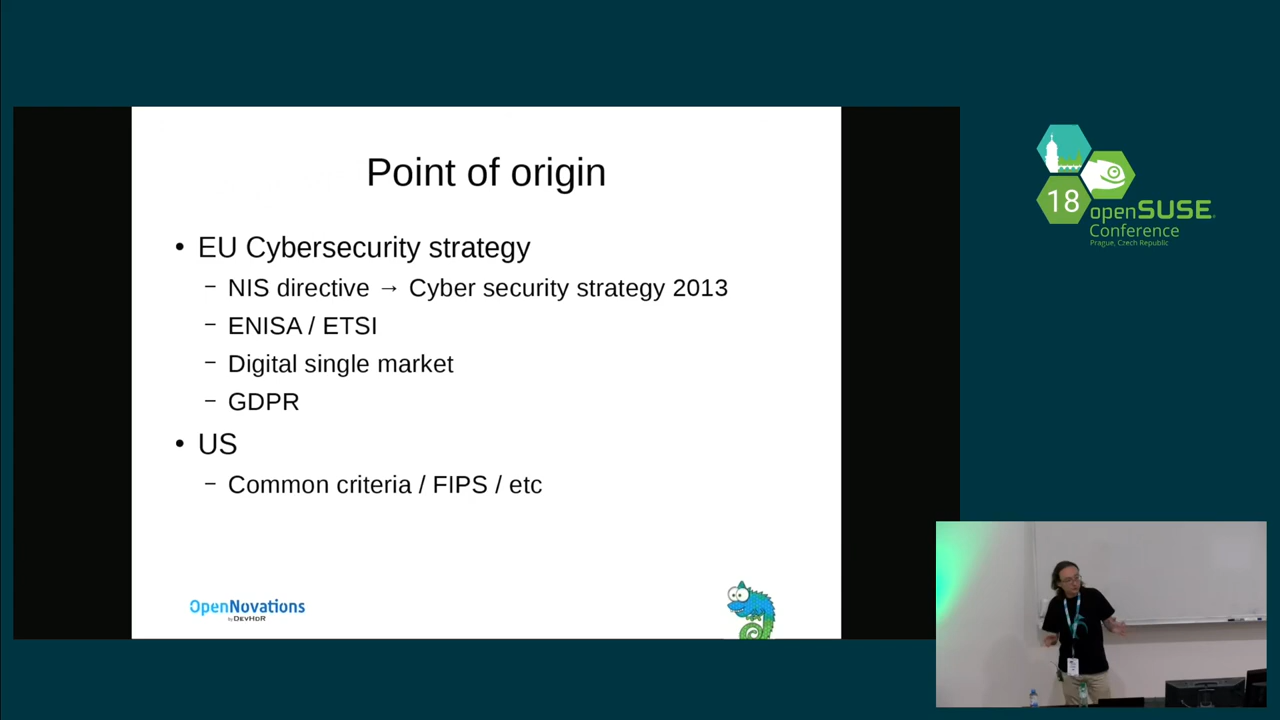 Point of origin
• EU Cybersecurity strategy
– NIS directive → Cyber security strategy 2013
– ENISA / ETSI
– Digital single market
– GDPR
• US
– Common criteria / FIPS / etc
OpenNovations
by DEVHDR
18
openSUSE
Conference
Prague, Czech Republic